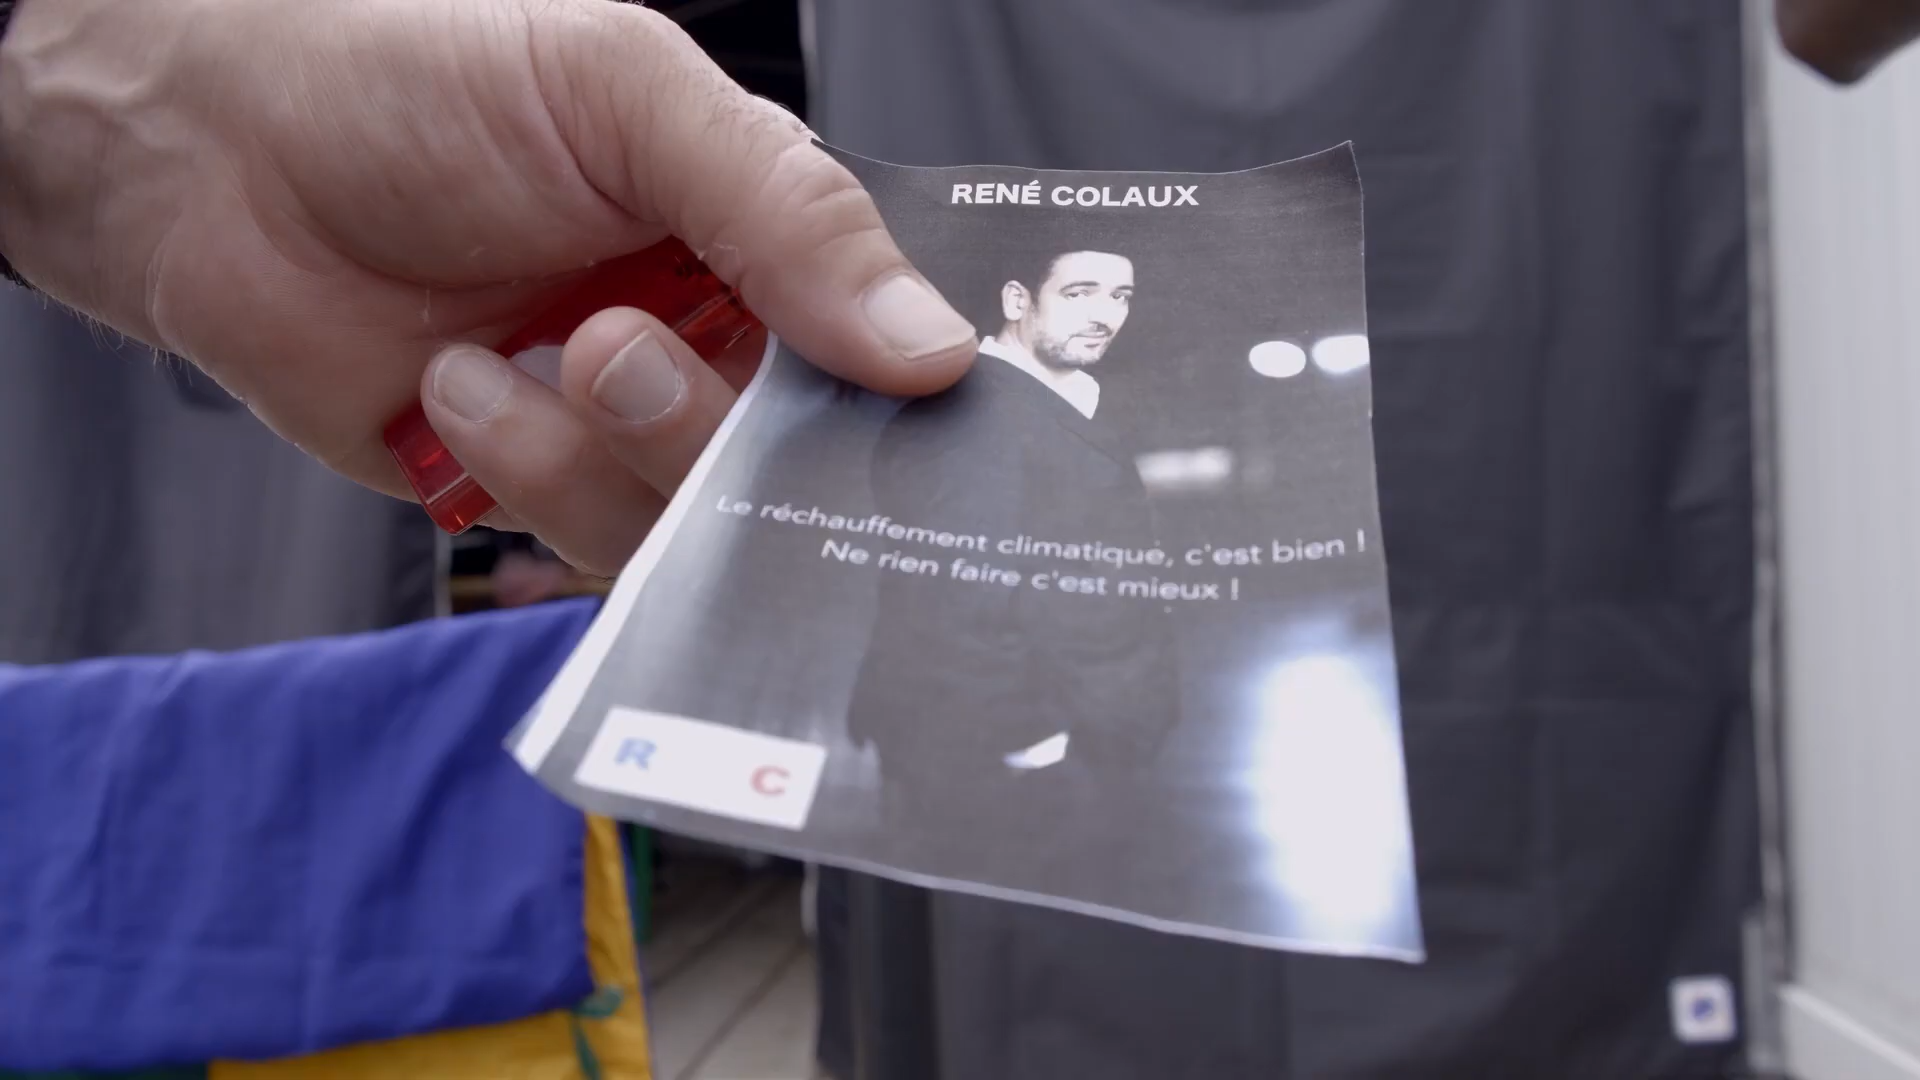 RENÉ COLAUX
Le réchauffement climatique, c'est bien !
Ne rien faire c'est mieux !
R C